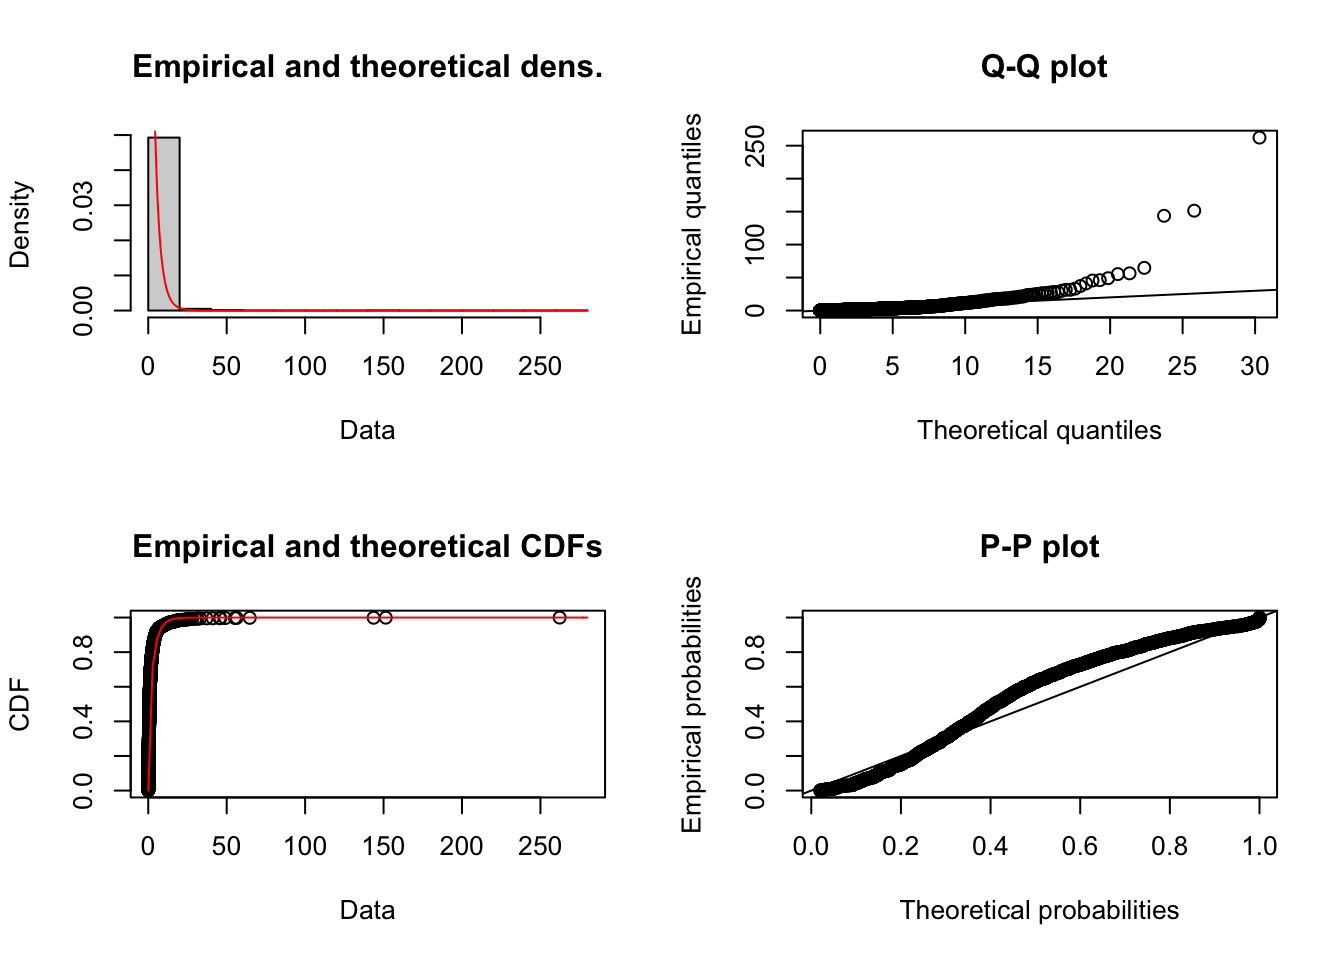 Empirical and theoretical dens.
Density
0.00
0.03
0 50 100 150 200 250
Data
Q-Q plot
Empirical quantiles
0
100
250
0 5 10 15 20 25 30
Theoretical quantiles
Empirical and theoretical CDFs
CDF
0.0
0.4
0.8
0 50 100 150 200 250
Data
P-P plot
Empirical probabilities
0.0
0.4
0.8
0.0 0.2 0.4 0.6 0.8 1.0
Theoretical probabilities